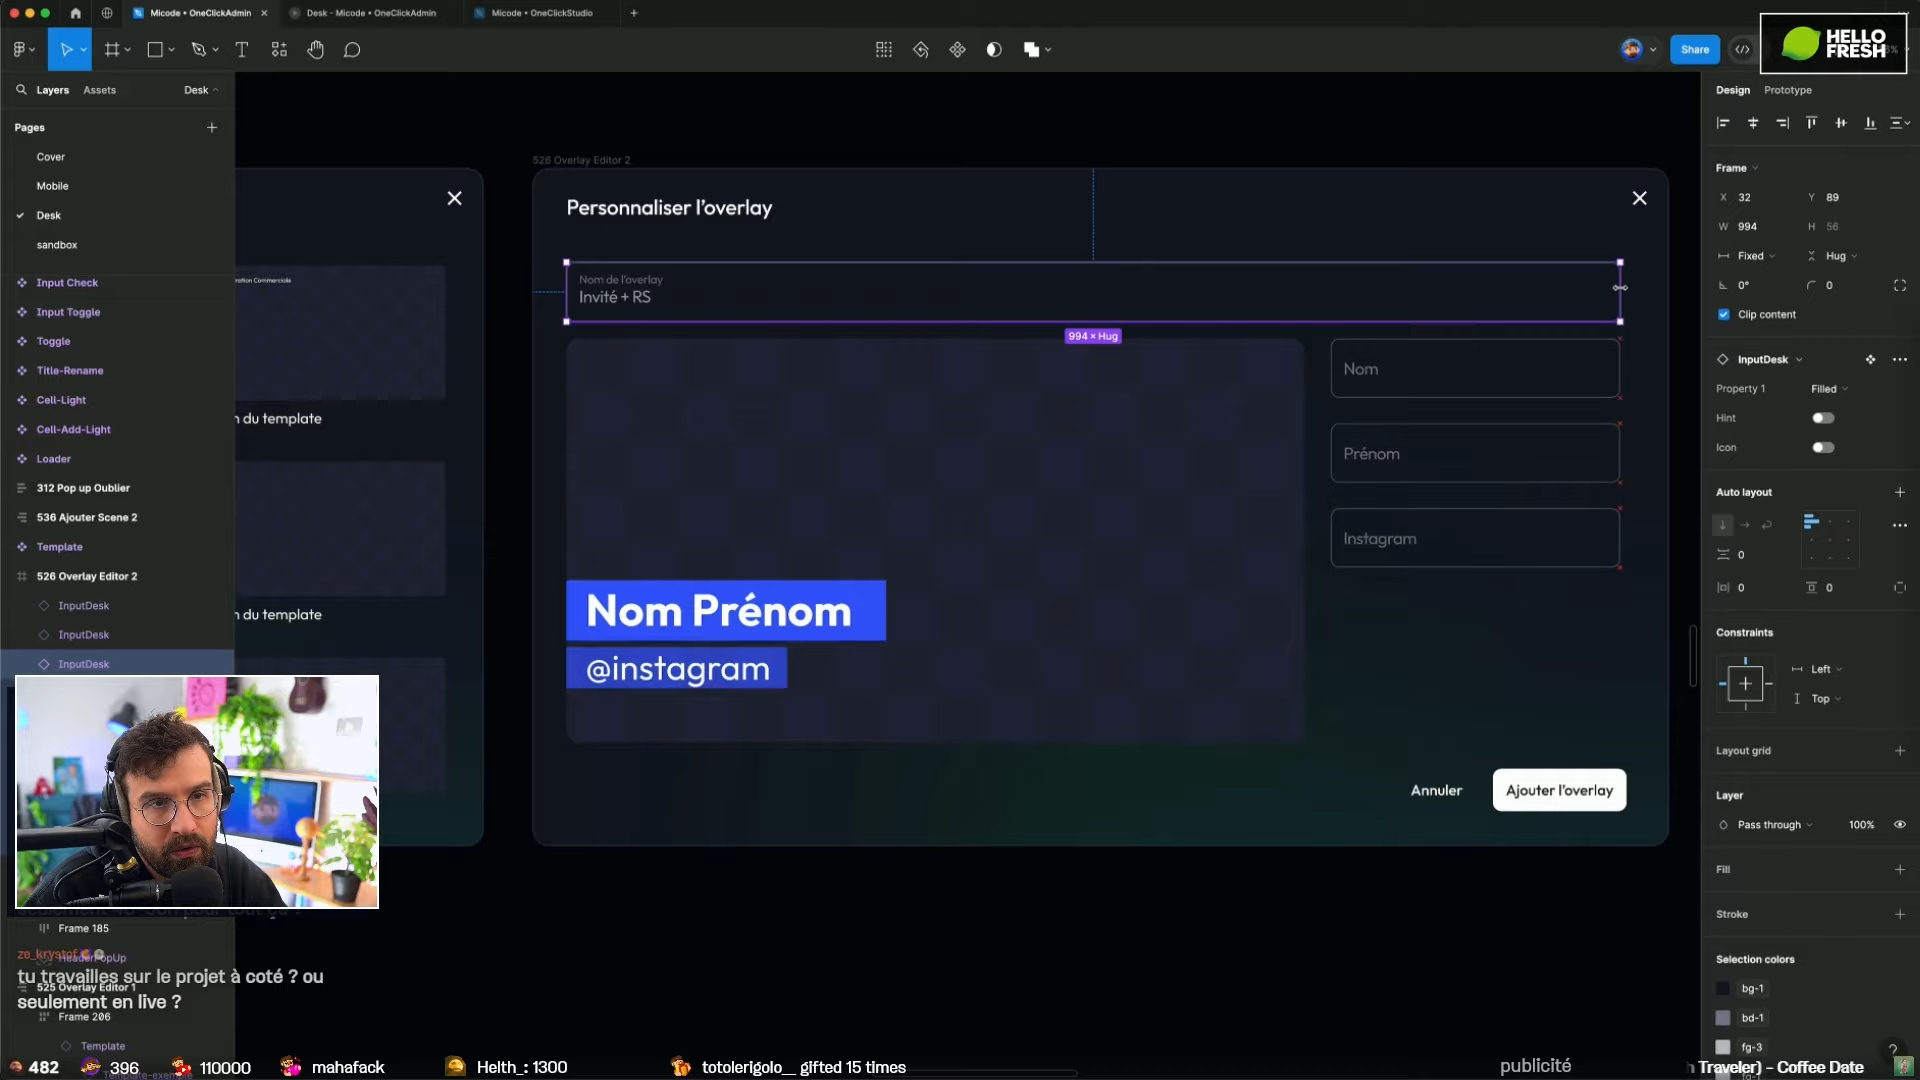 Micode • OneClickAdmin
Desk - Micode • OneClickAdmin
Micode • OneClickStudio
Share
HELLO
FRESH
Layers
Assets
Desk
Pages
Cover
Mobile
Desk
sandbox
Input Check
Input Toggle
Toggle
Title-Rename
Cell-Light
Cell-Add-Light
Loader
312 Pop up Oublier
536 Ajouter Scene 2
Template
526 Overlay Editor 2
InputDesk
InputDesk
InputDesk
Frame 185
HeaderPopUp
525 Overlay Editor 1
Frame 206
Template
ze_krystof
tu travailles sur le projet à coté ? ou
seulement en live ?
ration Commerciale
n du template
n du template
526 Overlay Editor 2
Personnaliser l'overlay
Nom de l'overlay
Invité + RS
994 × Hug
Nom
Prénom
Instagram
Nom Prénom
@instagram
Annuler
Ajouter l'overlay
Design
Prototype
Frame
X 32
Y 89
W 994
H 56
Fixed
Hug
0°
0
Clip content
InputDesk
Property 1
Filled
Hint
Icon
Auto layout
0
0
0
Constraints
Left
Top
Layout grid
Layer
Pass through
100%
Fill
Stroke
Selection colors
bg-1
bd-1
fg-3
?
482
396
110000
mahafack
Helth_: 1300
totolerigolo__ gifted 15 times
publicité
Traveler) - Coffee Date